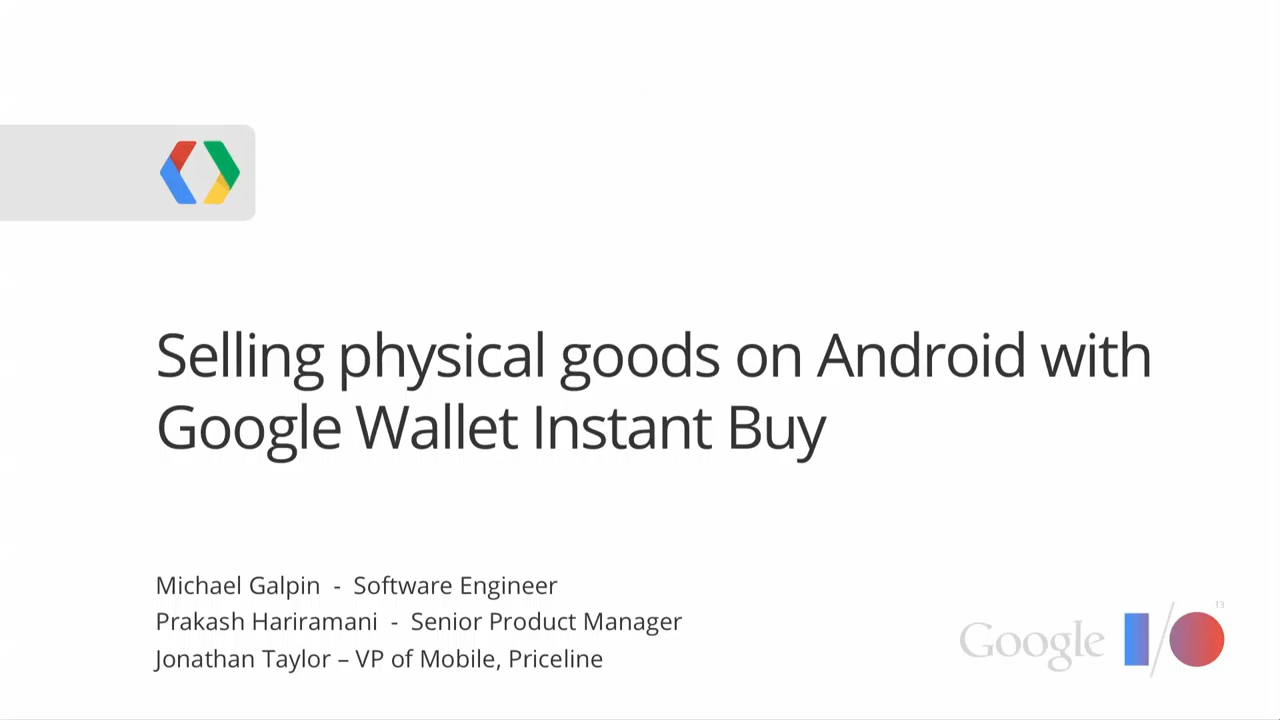 Selling physical goods on Android with
Google Wallet Instant Buy
Michael Galpin - Software Engineer
Prakash Hariramani - Senior Product Manager
Jonathan Taylor – VP of Mobile, Priceline
Google I/O 13